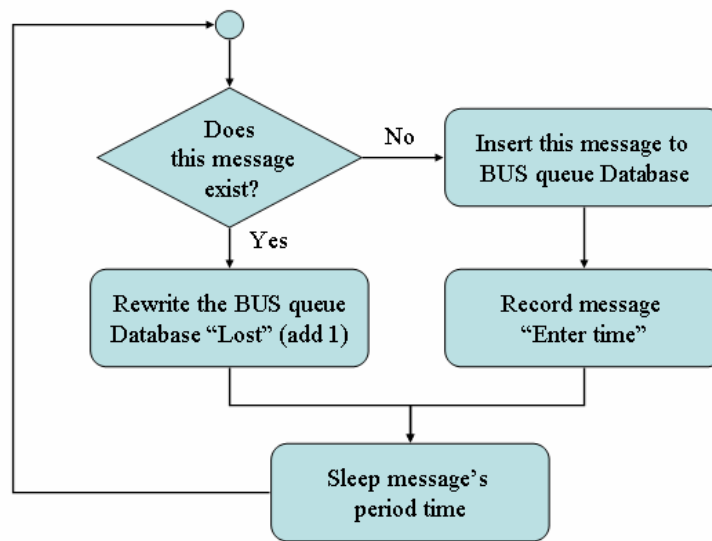 Does
this message
exist?
No
Insert this message to
BUS queue Database
Yes
Rewrite the BUS queue
Database “Lost” (add 1)
Record message
“Enter time”
Sleep message’s
period time